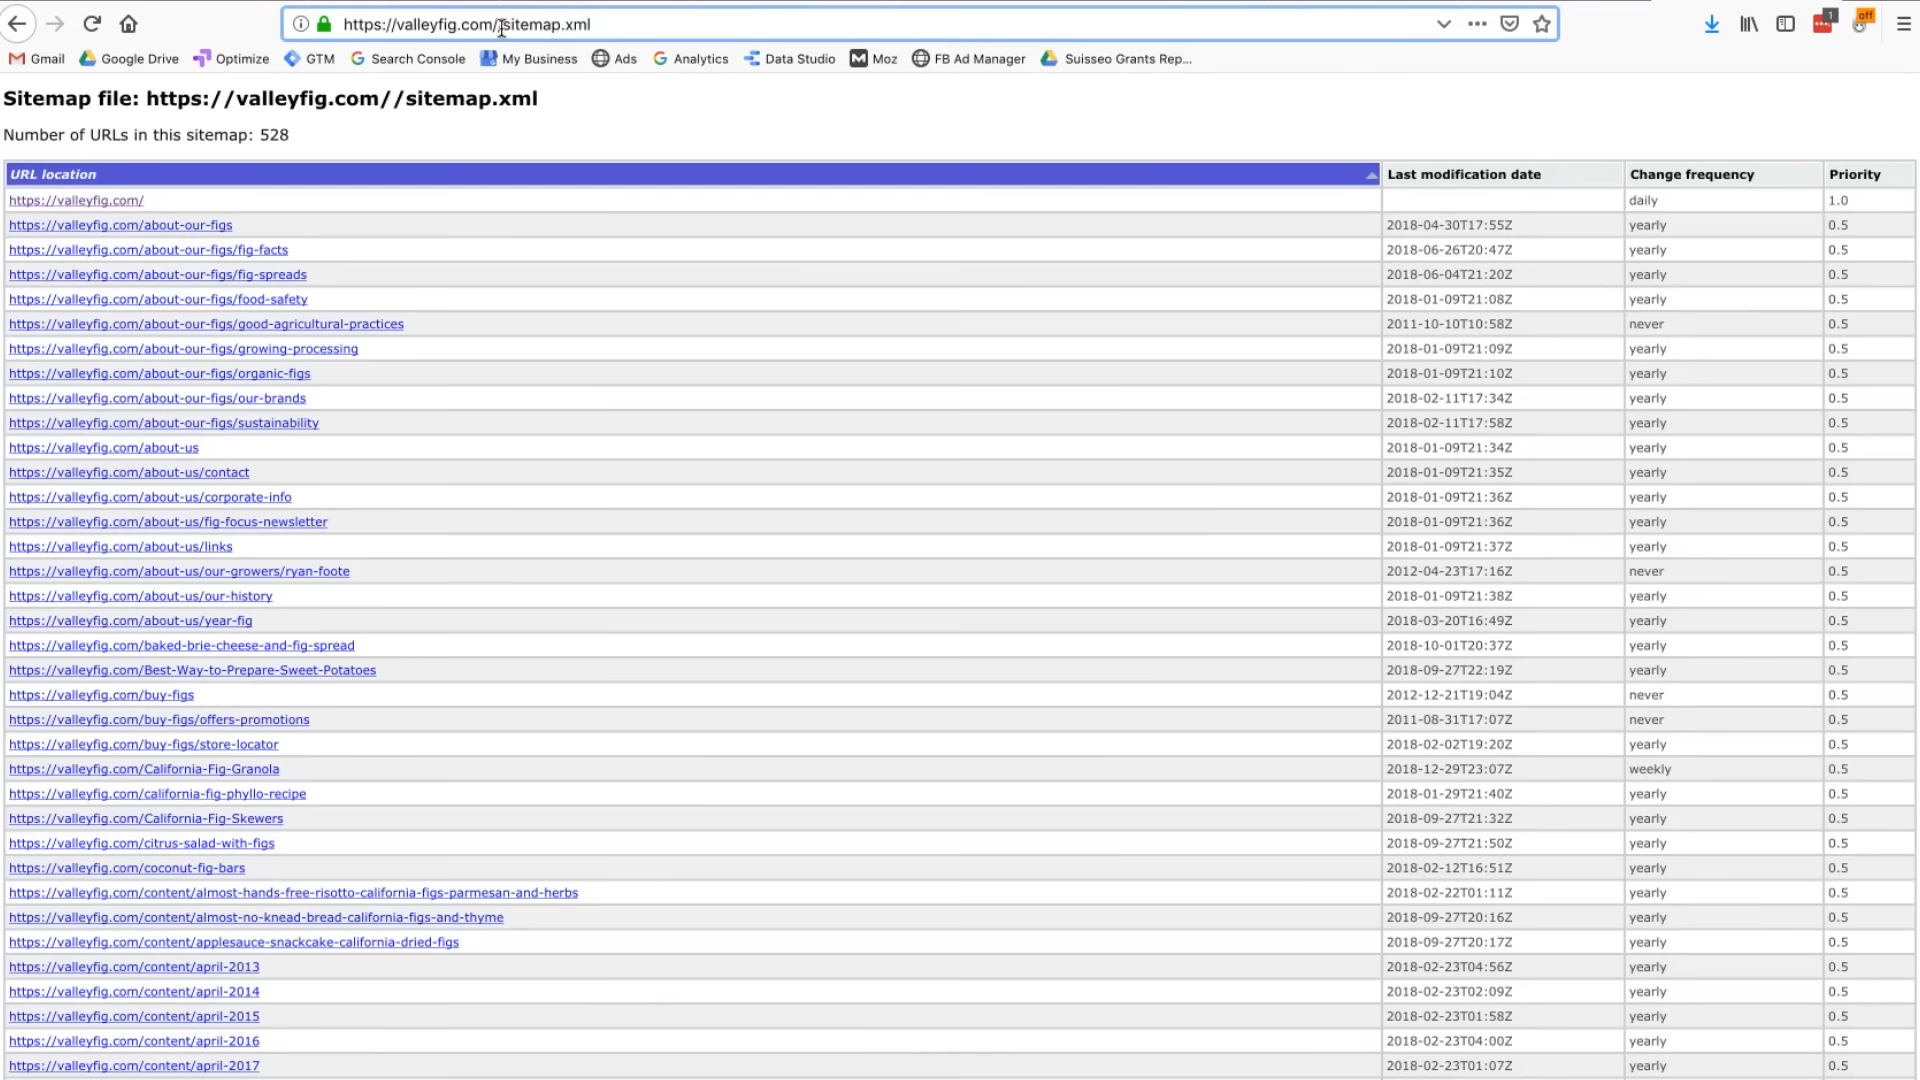 https://valleyfig.com//sitemap.xml
1
off
Gmail Google Drive Optimize GTM Search Console My Business Ads Analytics Data Studio Moz FB Ad Manager Suisseo Grants Rep...
Sitemap file: https://valleyfig.com//sitemap.xml
Number of URLs in this sitemap: 528
URL location Last modification date Change frequency Priority
https://valleyfig.com/ daily 1.0
https://valleyfig.com/about-our-figs 2018-04-30T17:55Z yearly 0.5
https://valleyfig.com/about-our-figs/fig-facts 2018-06-26T20:47Z yearly 0.5
https://valleyfig.com/about-our-figs/fig-spreads 2018-06-04T21:20Z yearly 0.5
https://valleyfig.com/about-our-figs/food-safety 2018-01-09T21:08Z yearly 0.5
https://valleyfig.com/about-our-figs/good-agricultural-practices 2011-10-10T10:58Z never 0.5
https://valleyfig.com/about-our-figs/growing-processing 2018-01-09T21:09Z yearly 0.5
https://valleyfig.com/about-our-figs/organic-figs 2018-01-09T21:10Z yearly 0.5
https://valleyfig.com/about-our-figs/our-brands 2018-02-11T17:34Z yearly 0.5
https://valleyfig.com/about-our-figs/sustainability 2018-02-11T17:58Z yearly 0.5
https://valleyfig.com/about-us 2018-01-09T21:34Z yearly 0.5
https://valleyfig.com/about-us/contact 2018-01-09T21:35Z yearly 0.5
https://valleyfig.com/about-us/corporate-info 2018-01-09T21:36Z yearly 0.5
https://valleyfig.com/about-us/fig-focus-newsletter 2018-01-09T21:36Z yearly 0.5
https://valleyfig.com/about-us/links 2018-01-09T21:37Z yearly 0.5
https://valleyfig.com/about-us/our-growers/ryan-foote 2012-04-23T17:16Z never 0.5
https://valleyfig.com/about-us/our-history 2018-01-09T21:38Z yearly 0.5
https://valleyfig.com/about-us/year-fig 2018-03-20T16:49Z yearly 0.5
https://valleyfig.com/baked-brie-cheese-and-fig-spread 2018-10-01T20:37Z yearly 0.5
https://valleyfig.com/Best-Way-to-Prepare-Sweet-Potatoes 2018-09-27T22:19Z yearly 0.5
https://valleyfig.com/buy-figs 2012-12-21T19:04Z never 0.5
https://valleyfig.com/buy-figs/offers-promotions 2011-08-31T17:07Z never 0.5
https://valleyfig.com/buy-figs/store-locator 2018-02-02T19:20Z yearly 0.5
https://valleyfig.com/California-Fig-Granola 2018-12-29T23:07Z weekly 0.5
https://valleyfig.com/california-fig-phyllo-recipe 2018-01-29T21:40Z yearly 0.5
https://valleyfig.com/California-Fig-Skewers 2018-09-27T21:32Z yearly 0.5
https://valleyfig.com/citrus-salad-with-figs 2018-09-27T21:50Z yearly 0.5
https://valleyfig.com/coconut-fig-bars 2018-02-12T16:51Z yearly 0.5
https://valleyfig.com/content/almost-hands-free-risotto-california-figs-parmesan-and-herbs 2018-02-22T01:11Z yearly 0.5
https://valleyfig.com/content/almost-no-knead-bread-california-figs-and-thyme 2018-09-27T20:16Z yearly 0.5
https://valleyfig.com/content/applesauce-snackcake-california-dried-figs 2018-09-27T20:17Z yearly 0.5
https://valleyfig.com/content/april-2013 2018-02-23T04:56Z yearly 0.5
https://valleyfig.com/content/april-2014 2018-02-23T02:09Z yearly 0.5
https://valleyfig.com/content/april-2015 2018-02-23T01:58Z yearly 0.5
https://valleyfig.com/content/april-2016 2018-02-23T04:00Z yearly 0.5
https://valleyfig.com/content/april-2017 2018-02-23T01:07Z yearly 0.5